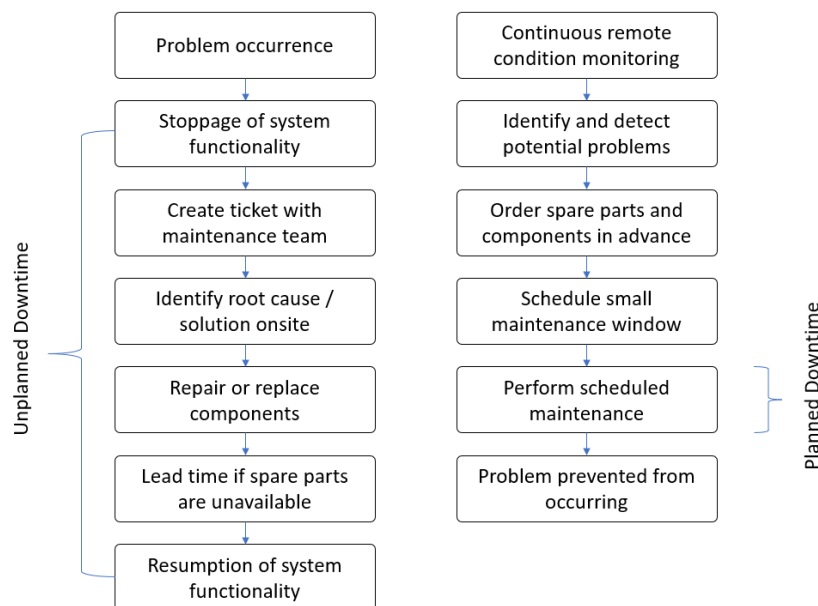 Problem occurrence
Stoppage of system
functionality
Create ticket with
maintenance team
Identify root cause /
solution onsite
Repair or replace
components
Lead time if spare parts
are unavailable
Resumption of system
functionality
Unplanned Downtime
Continuous remote
condition monitoring
Identify and detect
potential problems
Order spare parts and
components in advance
Schedule small
maintenance window
Perform scheduled
maintenance
Problem prevented from
occurring
Planned Downtime